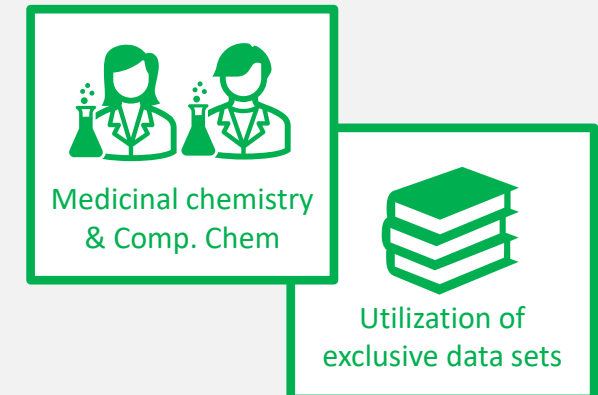 Medicinal chemistry
& Comp. Chem
Utilization of
exclusive data sets